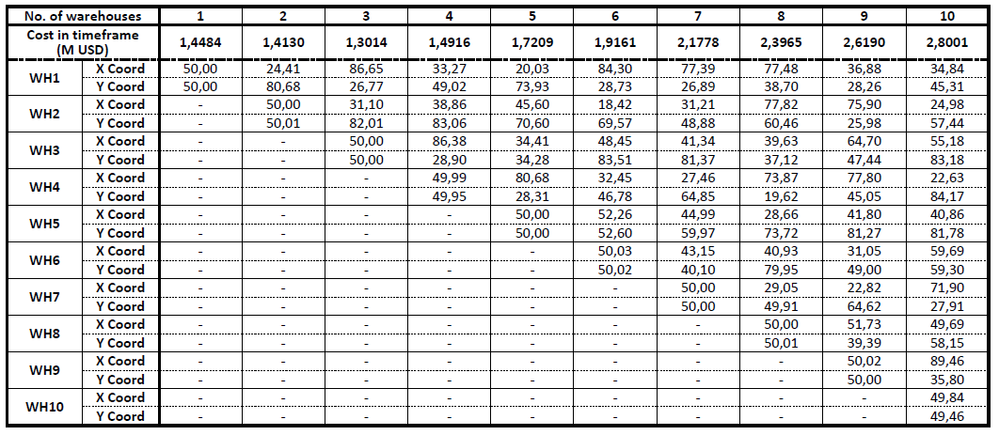 No. of warehouses 1 2 3 4 5 6 7 8 9 10
Cost in timeframe
(M USD) 1,4484 1,4130 1,3014 1,4916 1,7209 1,9161 2,1778 2,3965 2,6190 2,8001
WH1 X Coord 50,00 24,41 86,65 33,27 20,03 84,30 77,39 77,48 36,88 34,84
Y Coord 50,00 80,68 26,77 49,02 73,93 28,73 26,89 38,70 28,26 45,31
WH2 X Coord - 50,00 31,10 38,86 45,60 18,42 31,21 77,82 75,90 24,98
Y Coord - 50,01 82,01 83,06 70,60 69,57 48,88 60,46 25,98 57,44
WH3 X Coord - - 50,00 86,38 34,41 48,45 41,34 39,63 64,70 55,18
Y Coord - - 50,00 28,90 34,28 83,51 81,37 37,12 47,44 83,18
WH4 X Coord - - - 49,99 80,68 32,45 27,46 73,87 77,80 22,63
Y Coord - - - 49,95 28,31 46,78 64,85 19,62 45,05 84,17
WH5 X Coord - - - - 50,00 52,26 44,99 28,66 41,80 40,86
Y Coord - - - - 50,00 52,60 59,97 73,72 81,27 81,78
WH6 X Coord - - - - - 50,03 43,15 40,93 31,05 59,69
Y Coord - - - - - 50,02 40,10 79,95 49,00 59,30
WH7 X Coord - - - - - - 50,00 29,05 22,82 71,90
Y Coord - - - - - - 50,00 49,91 64,62 27,91
WH8 X Coord - - - - - - - 50,00 51,73 49,69
Y Coord - - - - - - - 50,01 39,39 58,15
WH9 X Coord - - - - - - - - 50,02 89,46
Y Coord - - - - - - - - 50,00 35,80
WH10 X Coord - - - - - - - - - 49,84
Y Coord - - - - - - - - - 49,46